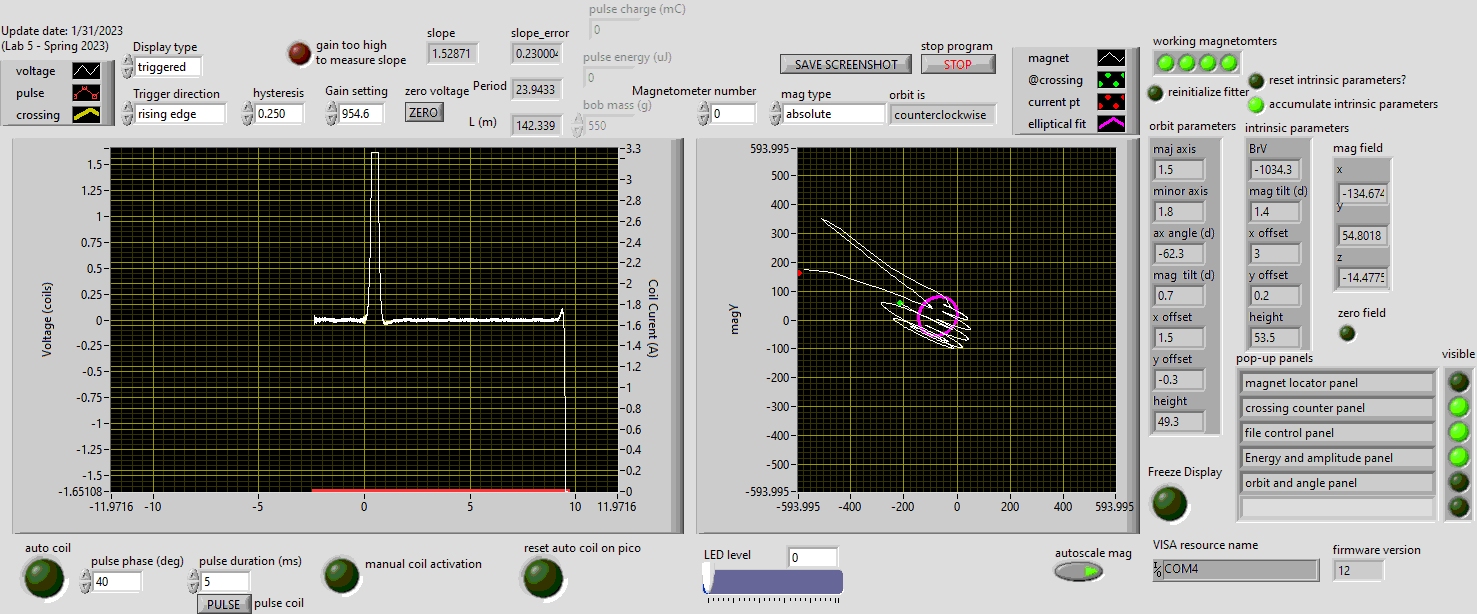 Update date: 1/31/2023
(Lab 5 - Spring 2023)
voltage
pulse
crossing
Display type
triggered
Trigger direction
rising edge
gain too high
to measure slope
hysteresis
0.250
Gain setting
954.6
zero voltage
ZERO
slope
1.52871
slope_error
0.230004
Period
23.9433
L (m)
142.339
pulse charge (mC)
0
pulse energy (uJ)
0
bob mass (g)
550
Magnetometer number
0
SAVE SCREENSHOT
stop program
STOP
mag type
absolute
orbit is
counterclockwise
magnet
@crossing
current pt
elliptical fit
working magnetomters
reinitialize fitter
reset intrinsic parameters?
accumulate intrinsic parameters
orbit parameters
maj axis
1.5
minor axis
1.8
ax angle (d)
-62.3
mag tilt (d)
0.7
x offset
1.5
y offset
-0.3
height
49.3
intrinsic parameters
BrV
-1034.3
mag tilt (d)
1.4
x offset
3
y offset
0.2
height
53.5
mag field
x
-134.674
y
54.8018
z
-14.4775
zero field
pop-up panels
visible
magnet locator panel
crossing counter panel
file control panel
Energy and amplitude panel
orbit and angle panel
Voltage (coils)
1.5
1.25
1
0.75
0.5
0.25
0
-0.25
-0.5
-0.75
-1
-1.25
-1.5
-1.65108
-11.9716
-10
-5
0
5
10
11.9716
3.3
3
2.8
2.6
2.4
2.2
2
1.8
1.6
1.4
1.2
1
0.8
0.6
0.4
0.2
0
Coil Curent (A)
magy
593.995
500
400
300
200
100
0
-100
-200
-300
-400
-500
-593.995
-593.995
-400
-200
0
200
400
593.995
Freeze Display
auto coil
pulse phase (deg)
40
pulse duration (ms)
5
PULSE
pulse coil
manual coil activation
reset auto coil on pico
LED level
0
autoscale mag
VISA resource name
COM4
firmware version
12